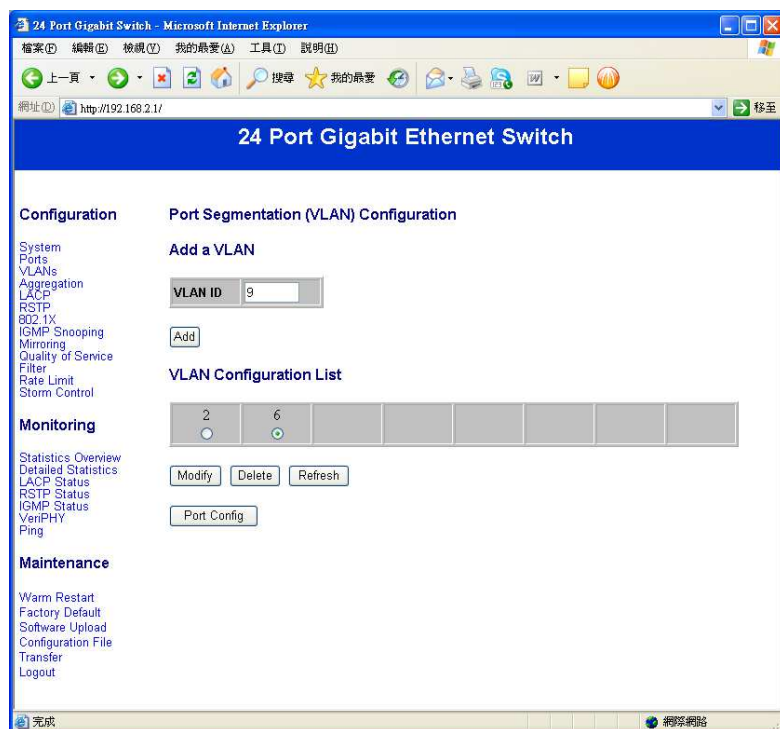 24 Port Gigabit Switch - Microsoft Internet Explorer
檔案(F) 編輯(E) 檢視(V) 我的最愛(A) 工具(T) 說明(H)
上一頁 搜尋 我的最愛
網址(D) http://192.168.2.1/ 移至
24 Port Gigabit Ethernet Switch
Configuration
System
Ports
VLANs
Aggregation
LACP
RSTP
802.1X
IGMP Snooping
Mirroring
Quality of Service
Filter
Rate Limit
Storm Control
Monitoring
Statistics Overview
Detailed Statistics
LACP Status
RSTP Status
IGMP Status
VeriPHY
Ping
Maintenance
Warm Restart
Factory Default
Software Upload
Configuration File
Transfer
Logout
Port Segmentation (VLAN) Configuration
Add a VLAN
VLAN ID 9
Add
VLAN Configuration List
2 6
Modify Delete Refresh
Port Config
完成 網際網路